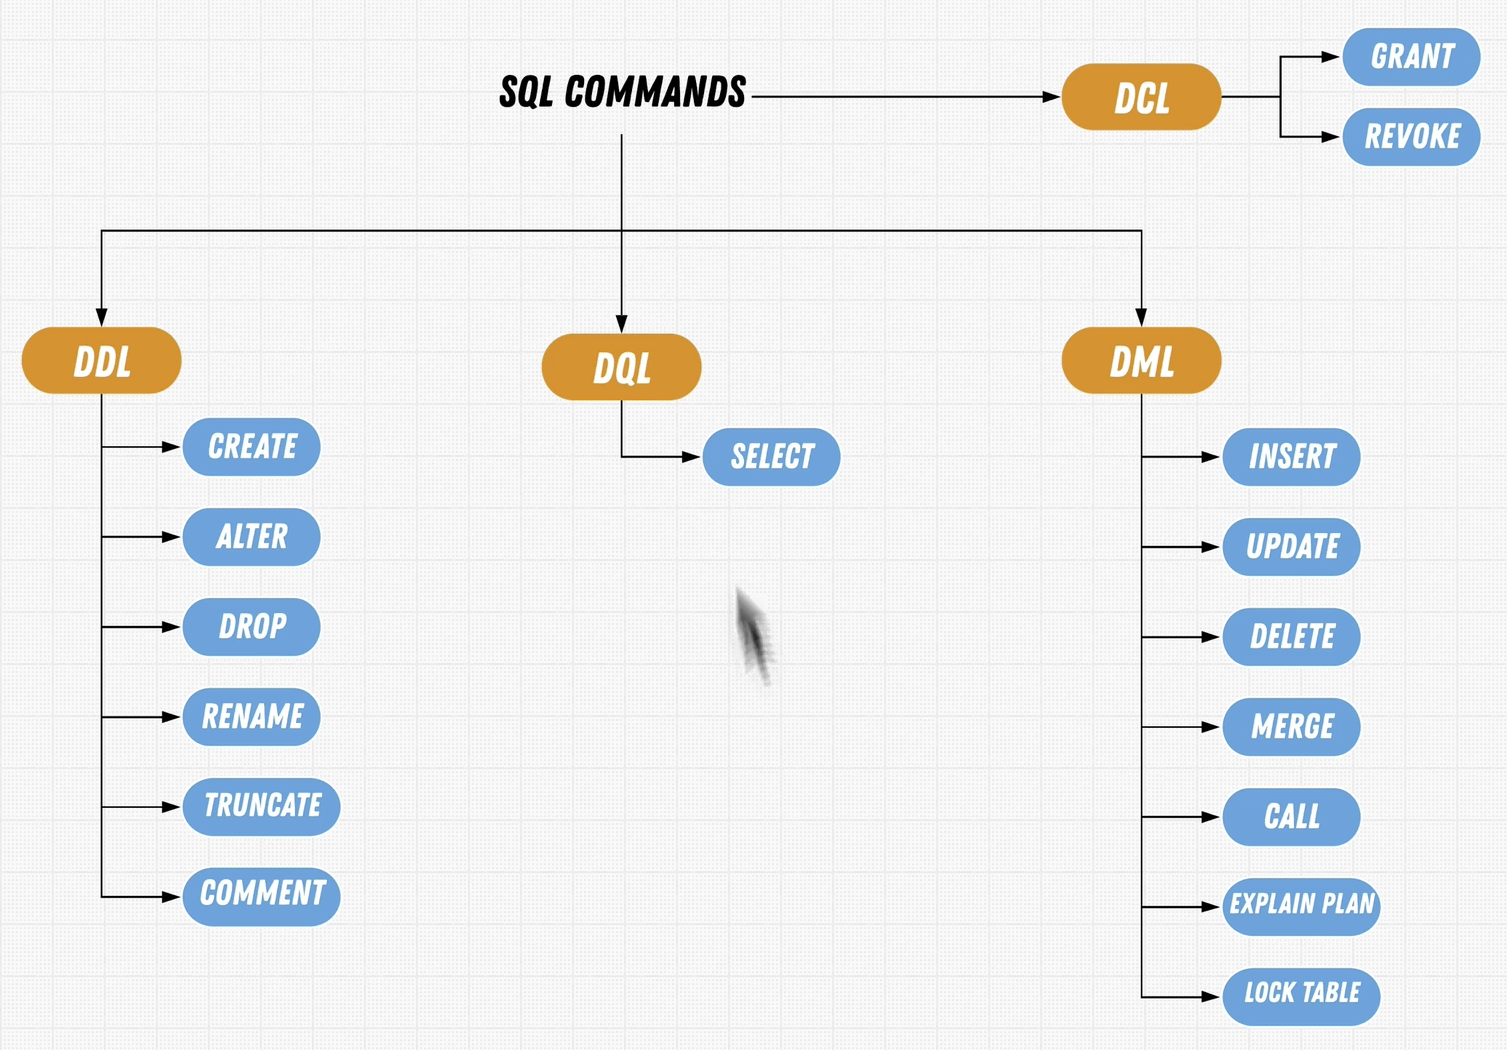 SQL COMMANDS
DCL
GRANT
REVOKE
DDL
CREATE
ALTER
DROP
RENAME
TRUNCATE
COMMENT
DQL
SELECT
DML
INSERT
UPDATE
DELETE
MERGE
CALL
EXPLAIN PLAN
LOCK TABLE